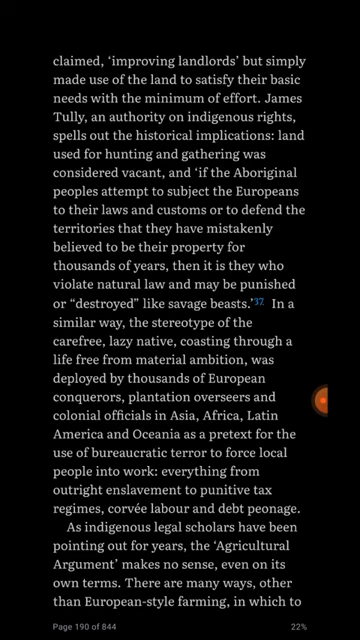 claimed, ‘improving landlords’ but simply
made use of the land to satisfy their basic
needs with the minimum of effort. James
Tully, an authority on indigenous rights,
spells out the historical implications: land
used for hunting and gathering was
considered vacant, and ‘if the Aboriginal
peoples attempt to subject the Europeans
to their laws and customs or to defend the
territories that they have mistakenly
believed to be their property for
thousands of years, then it is they who
violate natural law and may be punished
or “destroyed” like savage beasts.’37 In a
similar way, the stereotype of the
carefree, lazy native, coasting through a
life free from material ambition, was
deployed by thousands of European
conquerors, plantation overseers and
colonial officials in Asia, Africa, Latin
America and Oceania as a pretext for the
use of bureaucratic terror to force local
people into work: everything from
outright enslavement to punitive tax
regimes, corvée labour and debt peonage.
As indigenous legal scholars have been
pointing out for years, the ‘Agricultural
Argument’ makes no sense, even on its
own terms. There are many ways, other
than European-style farming, in which to
Page 190 of 844 22%